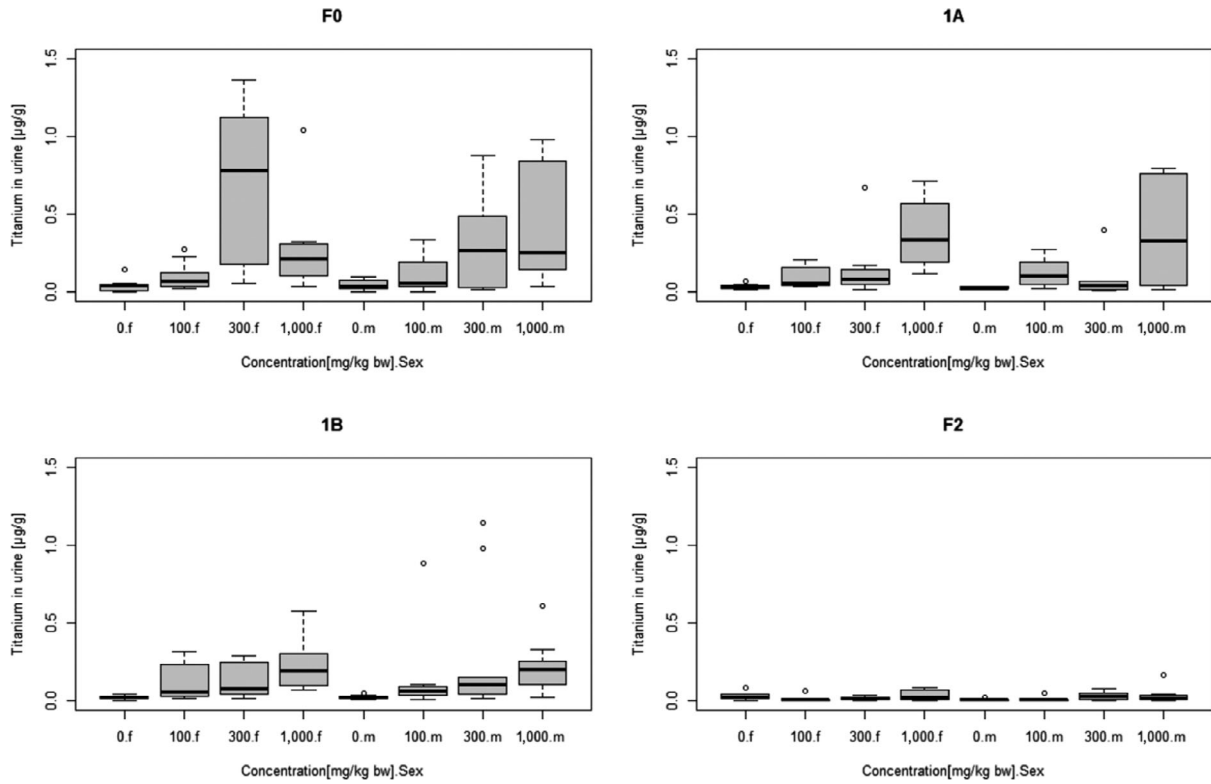 F0
Titanium in urine [µg/g]
1.5
1.0
0.5
0.0
0.f 100.f 300.f 1,000.f 0.m 100.m 300.m 1,000.m
Concentration[mg/kg bw].Sex
1A
Titanium in urine [µg/g]
1.5
1.0
0.5
0.0
0.f 100.f 300.f 1,000.f 0.m 100.m 300.m 1,000.m
Concentration[mg/kg bw].Sex
1B
Titanium in urine [µg/g]
1.5
1.0
0.5
0.0
0.f 100.f 300.f 1,000.f 0.m 100.m 300.m 1,000.m
Concentration[mg/kg bw].Sex
F2
Titanium in urine [µg/g]
1.5
1.0
0.5
0.0
0.f 100.f 300.f 1,000.f 0.m 100.m 300.m 1,000.m
Concentration[mg/kg bw].Sex